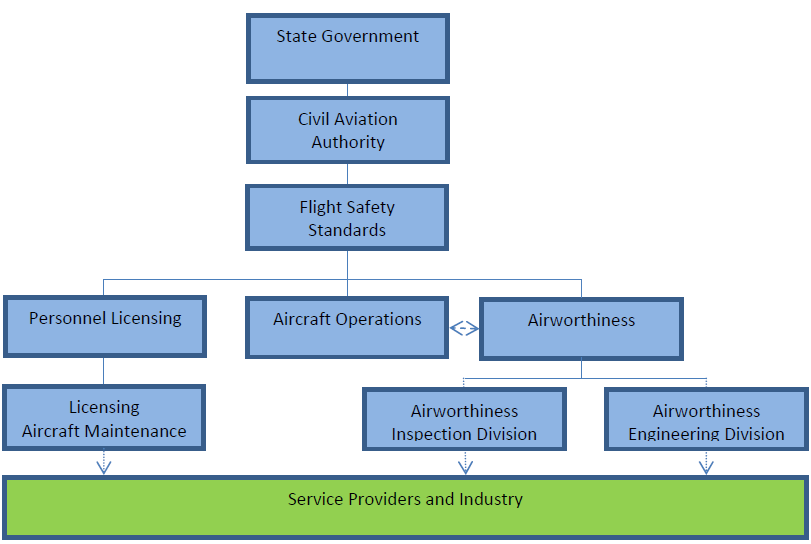 State Government
Civil Aviation
Authority
Flight Safety
Standards
Personnel Licensing
Aircraft Operations
Airworthiness
Licensing
Aircraft Maintenance
Airworthiness
Inspection Division
Airworthiness
Engineering Division
Service Providers and Industry